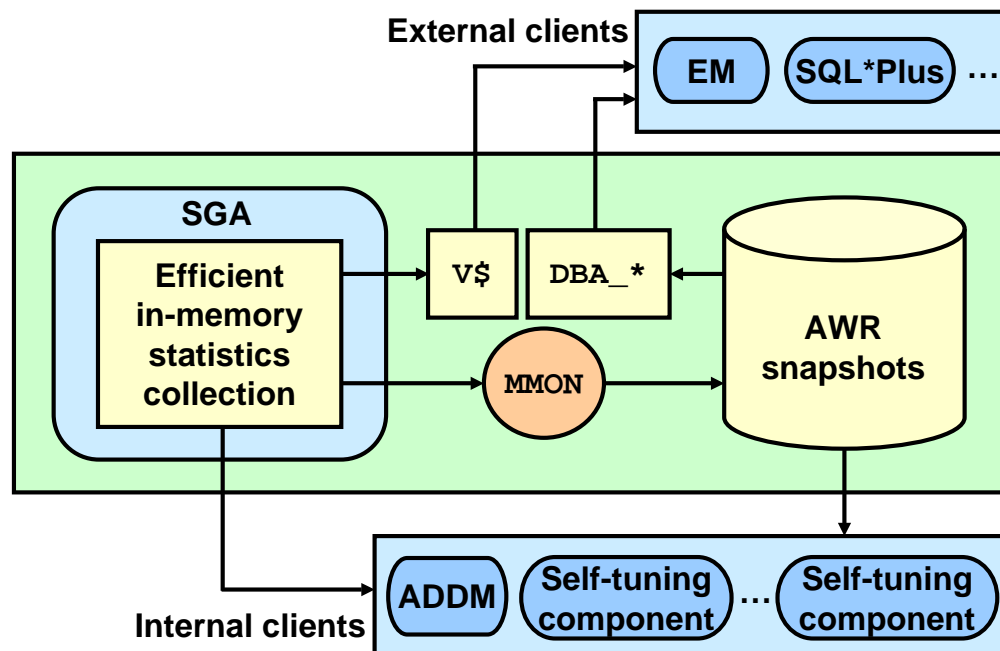 External clients
EM
SQL*Plus
...
SGA
Efficient
in-memory
statistics
collection
V$
DBA_*
MMON
AWR
snapshots
Internal clients
ADDM
Self-tuning
component
...
Self-tuning
component